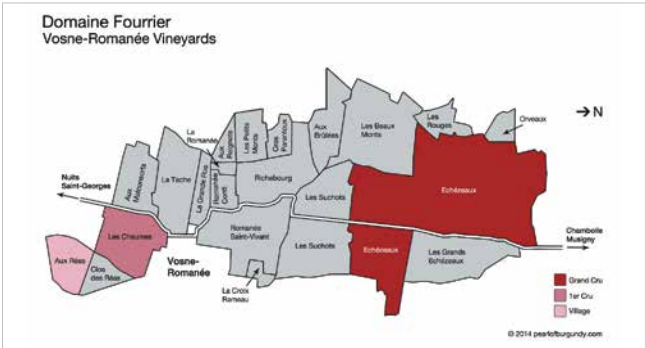 Domaine Fourrier
Vosne-Romanée Vineyards
La
Romanée
Aux
Reignots
Les Petits
Monts
Cros
Parantoux
Aux
Brûlées
Les Beaux
Monts
Les
Rouges
Orveaux
→N
Nuits
Saint-Georges
Aux
Malconsorts
La Tache
La Grande Rue
Romanée
Conti
Richebourg
Les Suchots
Echézeaux
Les Chaumes
Romanée
Saint-Vivant
Les Suchots
Echézeaux
Les Grands
Echézeaux
Chambolle
Musigny
Aux Réas
Clos
des Réas
Vosne-
Romanée
La Croix
Rameau
Grand Cru
1er Cru
Village
© 2014 pearlofburgundy.com